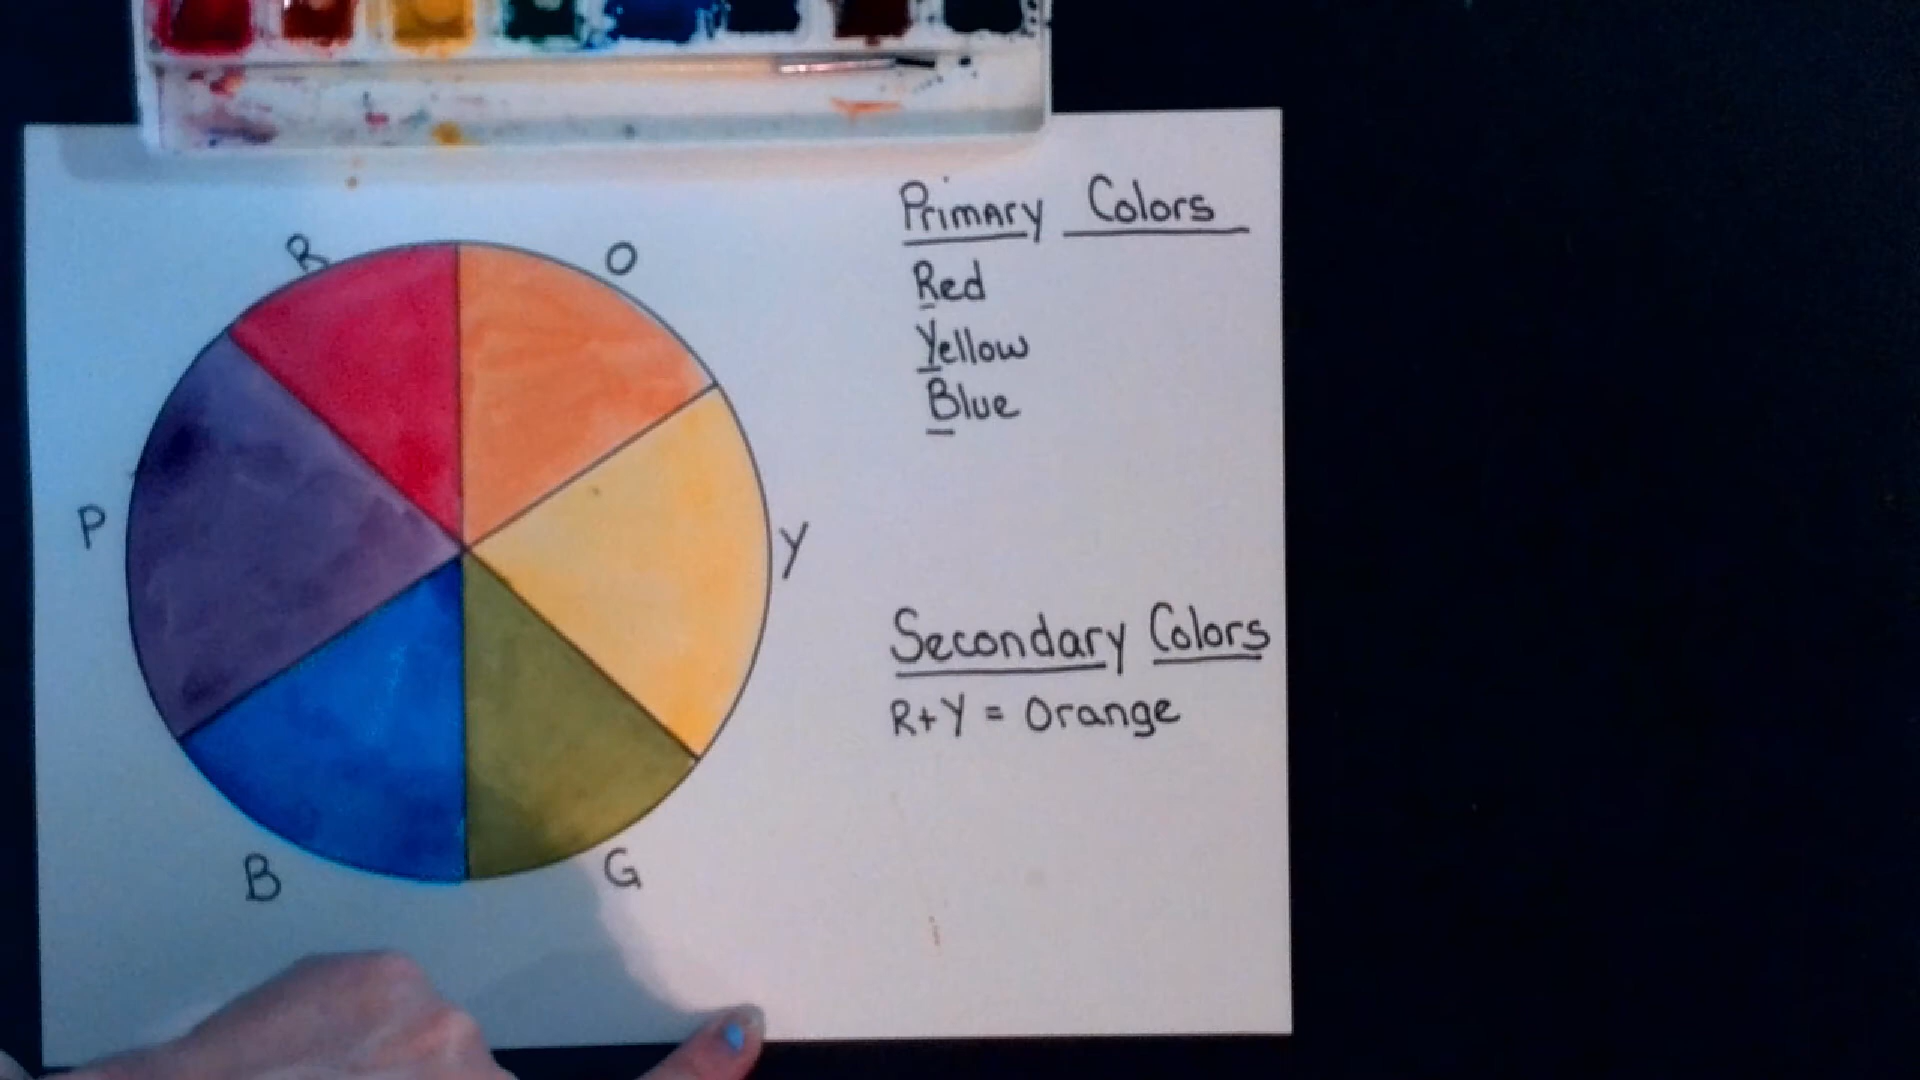 Primary Colors
Red
Yellow
Blue
Secondary Colors
R+Y = Orange
R
O
Y
G
B
P